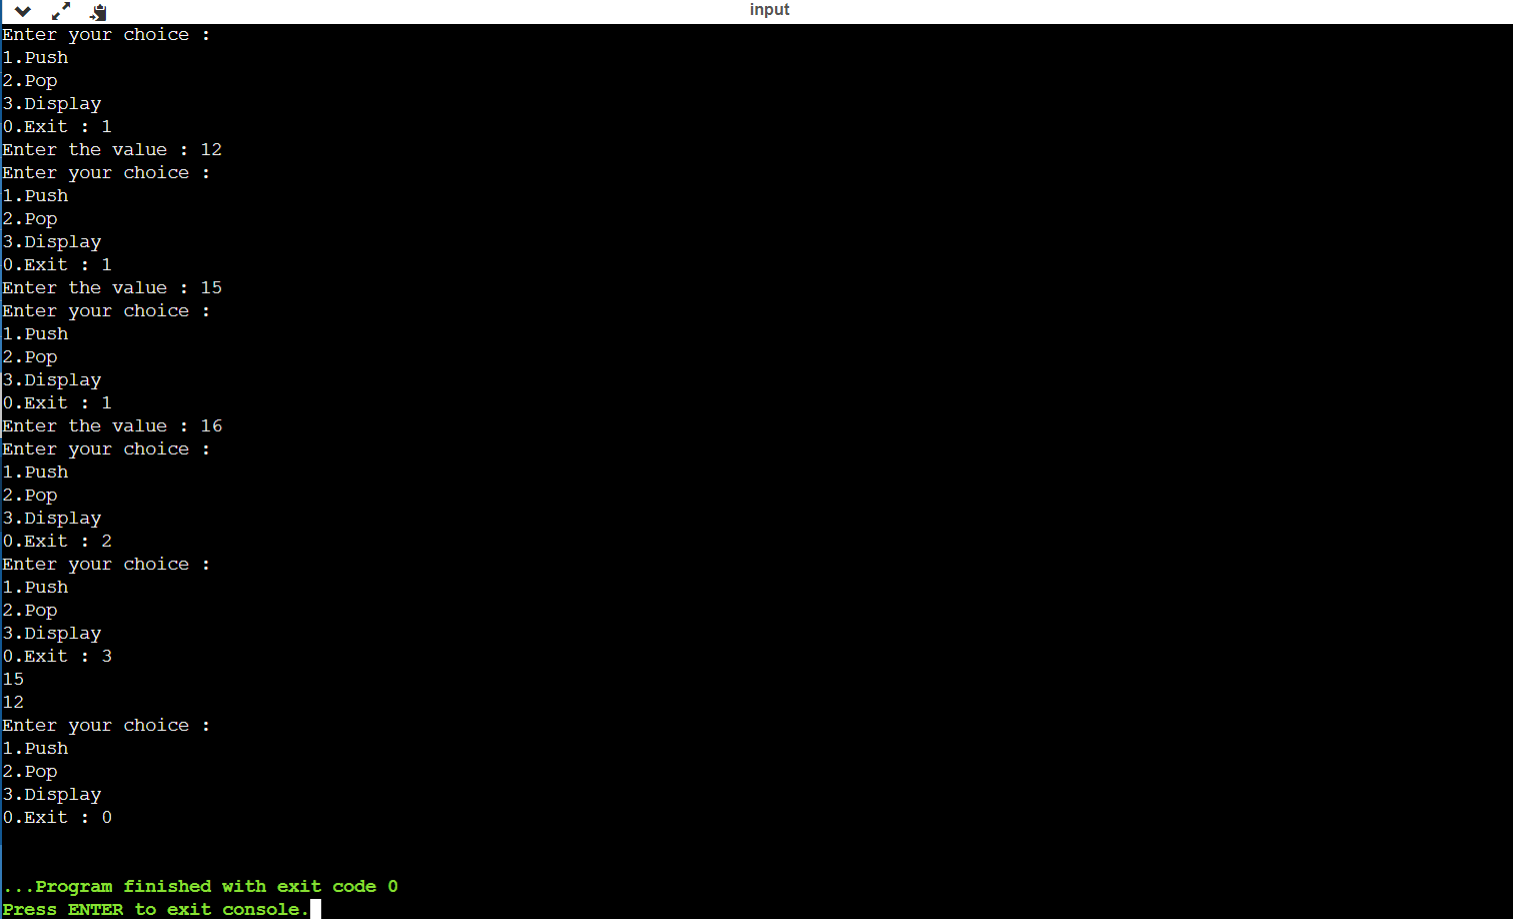 input
Enter your choice :
1.Push
2.Pop
3.Display
0.Exit : 1
Enter the value : 12
Enter your choice :
1.Push
2.Pop
3.Display
0.Exit : 1
Enter the value : 15
Enter your choice :
1.Push
2.Pop
3.Display
0.Exit : 1
Enter the value : 16
Enter your choice :
1.Push
2.Pop
3.Display
0.Exit : 2
Enter your choice :
1.Push
2.Pop
3.Display
0.Exit : 3
15
12
Enter your choice :
1.Push
2.Pop
3.Display
0.Exit : 0
...Program finished with exit code 0
Press ENTER to exit console.